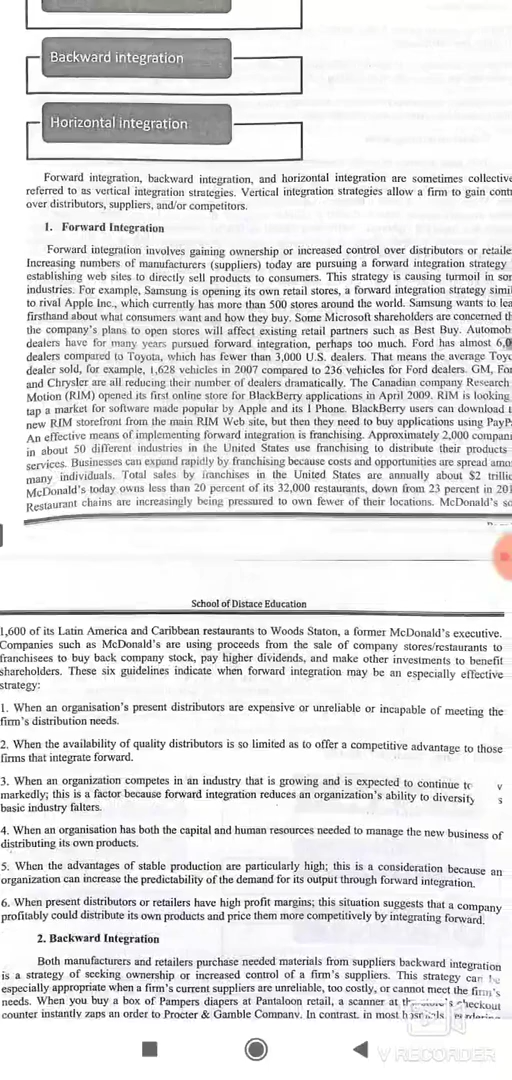 Backward integration
Horizontal integration
Forward integration, backward integration, and horizontal integration are sometimes
referred to as vertical integration strategies. Vertical integration strategies allow a firm to gain
over distributors, suppliers, and/or competitors.
1. Forward Integration
Forward integration involves gaining ownership or increased control over distributors or
Increasing numbers of manufacturers (suppliers) today are pursuing a forward integration strategy
establishing web sites to directly sell products to consumers. This strategy is causing turmoil in
industries. For example, Samsung is opening its own retail stores, a forward integration strategy
to rival Apple Inc., which currently has more than 500 stores around the world. Samsung wants to
firsthand about what consumers want and how they buy. Some Microsoft shareholders are concerned
the company's plans to open stores will affect existing retail partners such as Best Buy.
dealers have for many years pursued forward integration, perhaps too much. Ford has almost
dealers compared to Toyota, which has fewer than 3,000 U.S. dealers. That means the average
dealer sold, for example, 1,628 vehicles in 2007 compared to 236 vehicles for Ford dealers. GM,
and Chrysler are all reducing their number of dealers dramatically. The Canadian company Research
Motion (RIM) opened its first online store for BlackBerry applications in April 2009. RIM is looking
tap a market for software made popular by Apple and its I Phone. BlackBerry users can download
new RIM storefront from the main RIM Web site, but then they need to buy applications using
An effective means of implementing forward integration is franchising. Approximately 2,000
in about 50 different industries in the United States use franchising to distribute their products
services. Businesses can expand rapidly by franchising because costs and opportunities are spread
many individuals. Total sales by franchises in the United States are annually about $2
McDonald's today owns less than 20 percent of its 32,000 restaurants, down from 23 percent in
Restaurant chains are increasingly being pressured to own fewer of their locations. McDonald's
School of Distace Education
1,600 of its Latin America and Caribbean restaurants to Woods Staton, a former McDonald's executive.
Companies such as McDonald's are using proceeds from the sale of company stores/restaurants to
franchisees to buy back company stock, pay higher dividends, and make other investments to benefit
shareholders. These six guidelines indicate when forward integration may be an especially effective
strategy:
1. When an organisation's present distributors are expensive or unreliable or incapable of meeting the
firm's distribution needs.
2. When the availability of quality distributors is so limited as to offer a competitive advantage to those
firms that integrate forward.
3. When an organization competes in an industry that is growing and is expected to continue
markedly; this is a factor because forward integration reduces an organization's ability to diversify
basic industry falters.
4. When an organisation has both the capital and human resources needed to manage the new business of
distributing its own products.
5. When the advantages of stable production are particularly high; this is a consideration because an
organization can increase the predictability of the demand for its output through forward integration.
6. When present distributors or retailers have high profit margins; this situation suggests that a company
profitably could distribute its own products and price them more competitively by integrating forward.
2. Backward Integration
Both manufacturers and retailers purchase needed materials from suppliers backward integration
is a strategy of seeking ownership or increased control of a firm's suppliers. This strategy can be
especially appropriate when a firm's current suppliers are unreliable, too costly, or cannot meet the firm's
needs. When you buy a box of Pampers diapers at Pantaloon retail, a scanner at the store's checkout
counter instantly zaps an order to Procter & Gamble Company. In contrast, in most hospitals,
V RECORDER